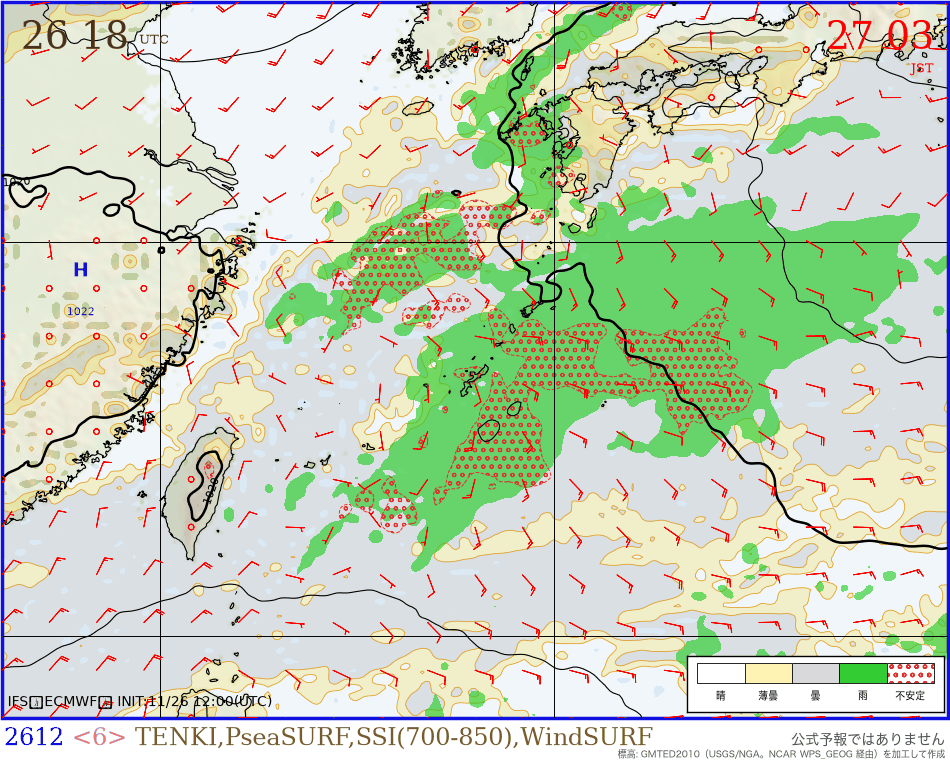 26 18 UTC
27 03 JST
1020
H
1022
1020
晴 薄曇 曇 雨 不安定
IFS ECMWF INIT:11/26 12:00(UTC)
2612 <6> TENKI,PseaSURF,SSI(700-850),WindSURF
公式予報ではありません
標高: GMTED2010（USGS/NGA。NCAR WPS_GEOG 経由）を加工して作成